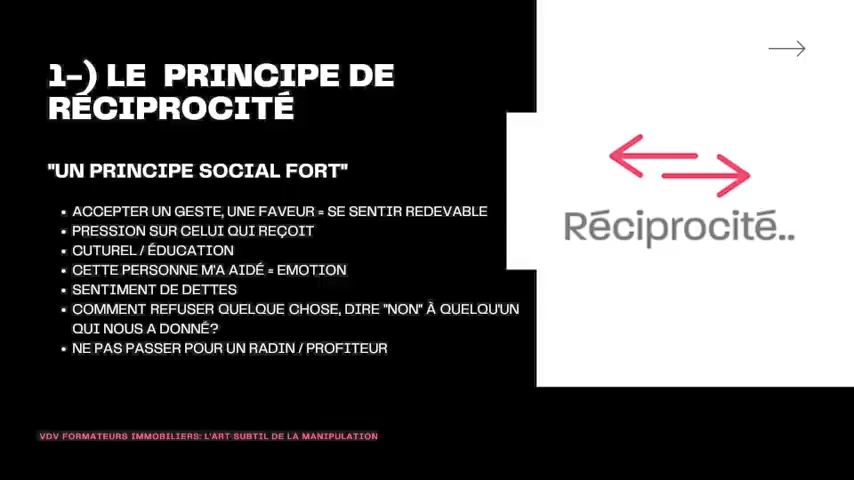 1-) LE PRINCIPE DE
RÉCIPROCITÉ
"UN PRINCIPE SOCIAL FORT"
• ACCEPTER UN GESTE, UNE FAVEUR = SE SENTIR REDEVABLE
• PRESSION SUR CELUI QUI REÇOIT
• CUTUREL / ÉDUCATION
• CETTE PERSONNE M'A AIDÉ = EMOTION
• SENTIMENT DE DETTES
• COMMENT REFUSER QUELQUE CHOSE, DIRE "NON" À QUELQU'UN
QUI NOUS A DONNÉ?
• NE PAS PASSER POUR UN RADIN / PROFITEUR
Réciprocité..
VDV FORMATEURS IMMOBILIERS: L'ART SUBTIL DE LA MANIPULATION